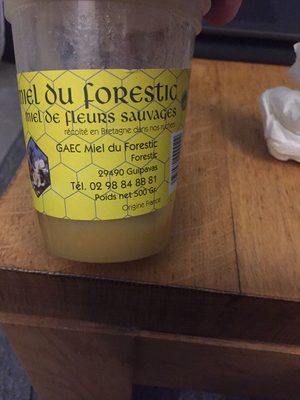 MIEL DU FORESTIC
MIEL DE FLEURS SAUVAGES
récolté en Bretagne dans nos ruchers
GAEC Miel du Forestic
Forestic
29490 Guipavas
Tél. 02 98 84 88 81
Poids net 500 Gr
Origine France